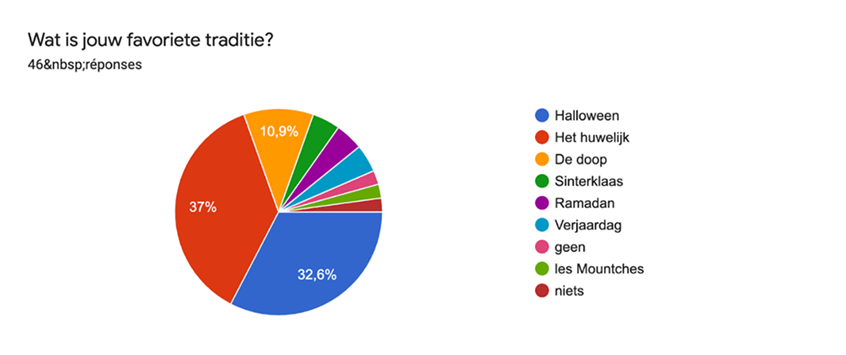 Wat is jouw favoriete traditie?
46&nbsp;réponses
10,9%
37%
32,6%
Halloween
Het huwelijk
De doop
Sinterklaas
Ramadan
Verjaardag
geen
les Mountches
niets